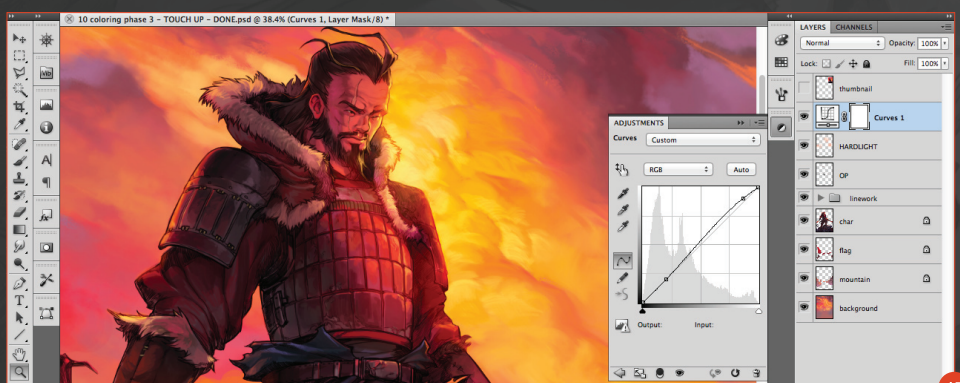 10 coloring phase 3 - TOUCH UP - DONE.psd @ 38.4% (Curves 1, Layer Mask/8) *
LAYERS CHANNELS
Normal Opacity: 100%
Lock: Fill: 100%
thumbnail
Curves 1
HARDLIGHT
OP
linework
char
flag
mountain
background
ADJUSTMENTS
Curves Custom
RGB Auto
Output: Input: